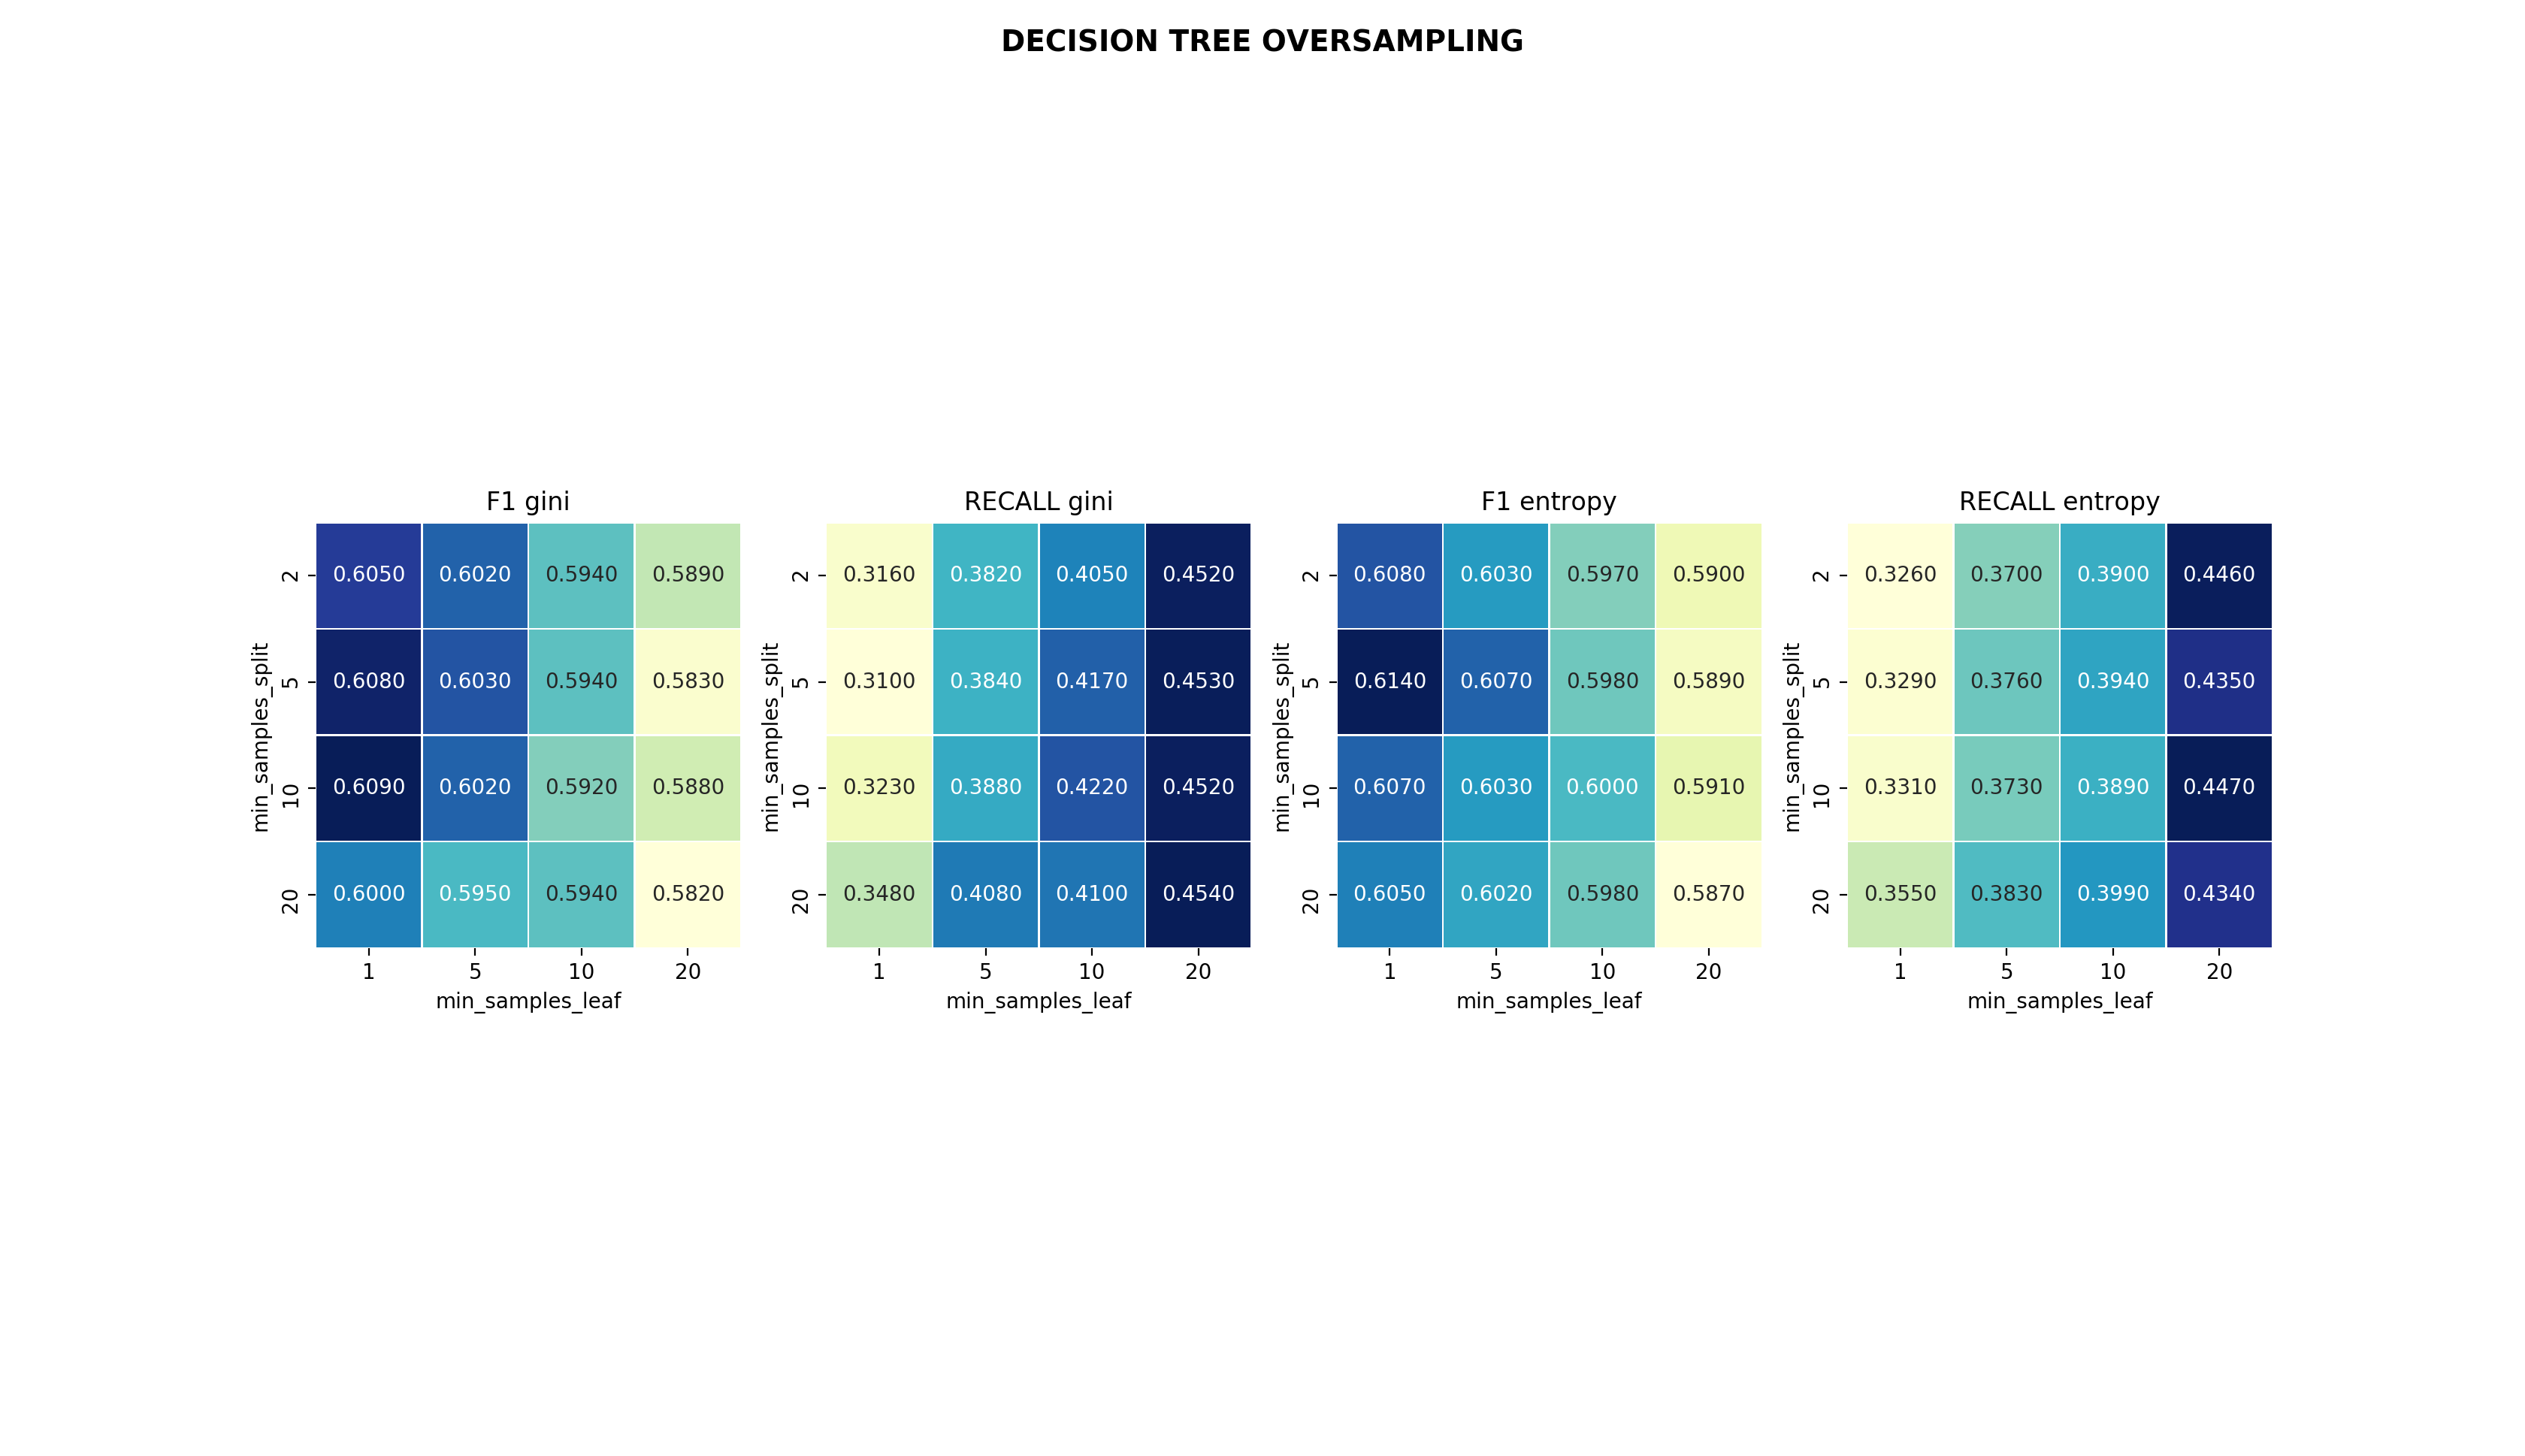 DECISION TREE OVERSAMPLING
F1 gini
min_samples_split
2 0.6050 0.6020 0.5940 0.5890
5 0.6080 0.6030 0.5940 0.5830
10 0.6090 0.6020 0.5920 0.5880
20 0.6000 0.5950 0.5940 0.5820
1 5 10 20
min_samples_leaf
RECALL gini
min_samples_split
2 0.3160 0.3820 0.4050 0.4520
5 0.3100 0.3840 0.4170 0.4530
10 0.3230 0.3880 0.4220 0.4520
20 0.3480 0.4080 0.4100 0.4540
1 5 10 20
min_samples_leaf
F1 entropy
min_samples_split
2 0.6080 0.6030 0.5970 0.5900
5 0.6140 0.6070 0.5980 0.5890
10 0.6070 0.6030 0.6000 0.5910
20 0.6050 0.6020 0.5980 0.5870
1 5 10 20
min_samples_leaf
RECALL entropy
min_samples_split
2 0.3260 0.3700 0.3900 0.4460
5 0.3290 0.3760 0.3940 0.4350
10 0.3310 0.3730 0.3890 0.4470
20 0.3550 0.3830 0.3990 0.4340
1 5 10 20
min_samples_leaf